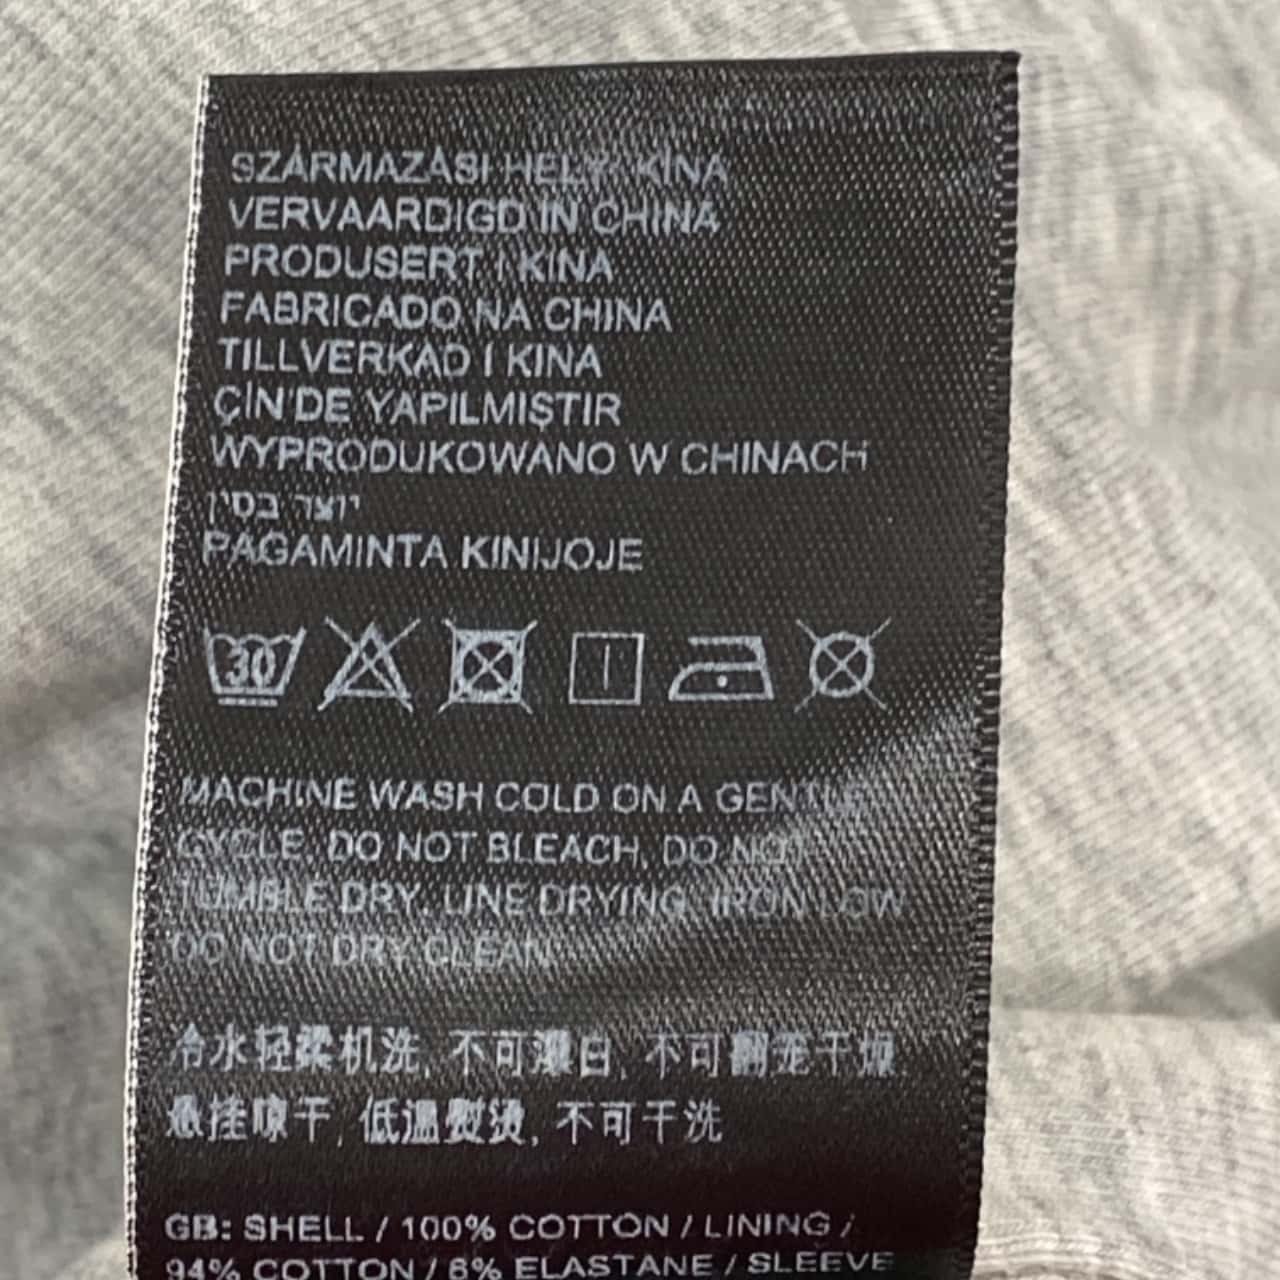 SZÁRMAZÁSI HELY: KÍNA
VERVAARDIGD IN CHINA
PRODUSERT I KINA
FABRICADO NA CHINA
TILLVERKAD I KINA
ÇİN'DE YAPILMIŞTIR
WYPRODUKOWANO W CHINACH
יוצר בסין
PAGAMINTA KINIJOJE
30
MACHINE WASH COLD ON A GENTLE
CYCLE, DO NOT BLEACH, DO NOT
TUMBLE DRY, LINE DRYING, IRON LOW
DO NOT DRY CLEAN
冷水轻柔机洗, 不可漂白, 不可翻笼干燥,
悬挂晾干, 低温熨烫, 不可干洗
GB: SHELL / 100% COTTON / LINING /
94% COTTON / 6% ELASTANE / SLEEVE